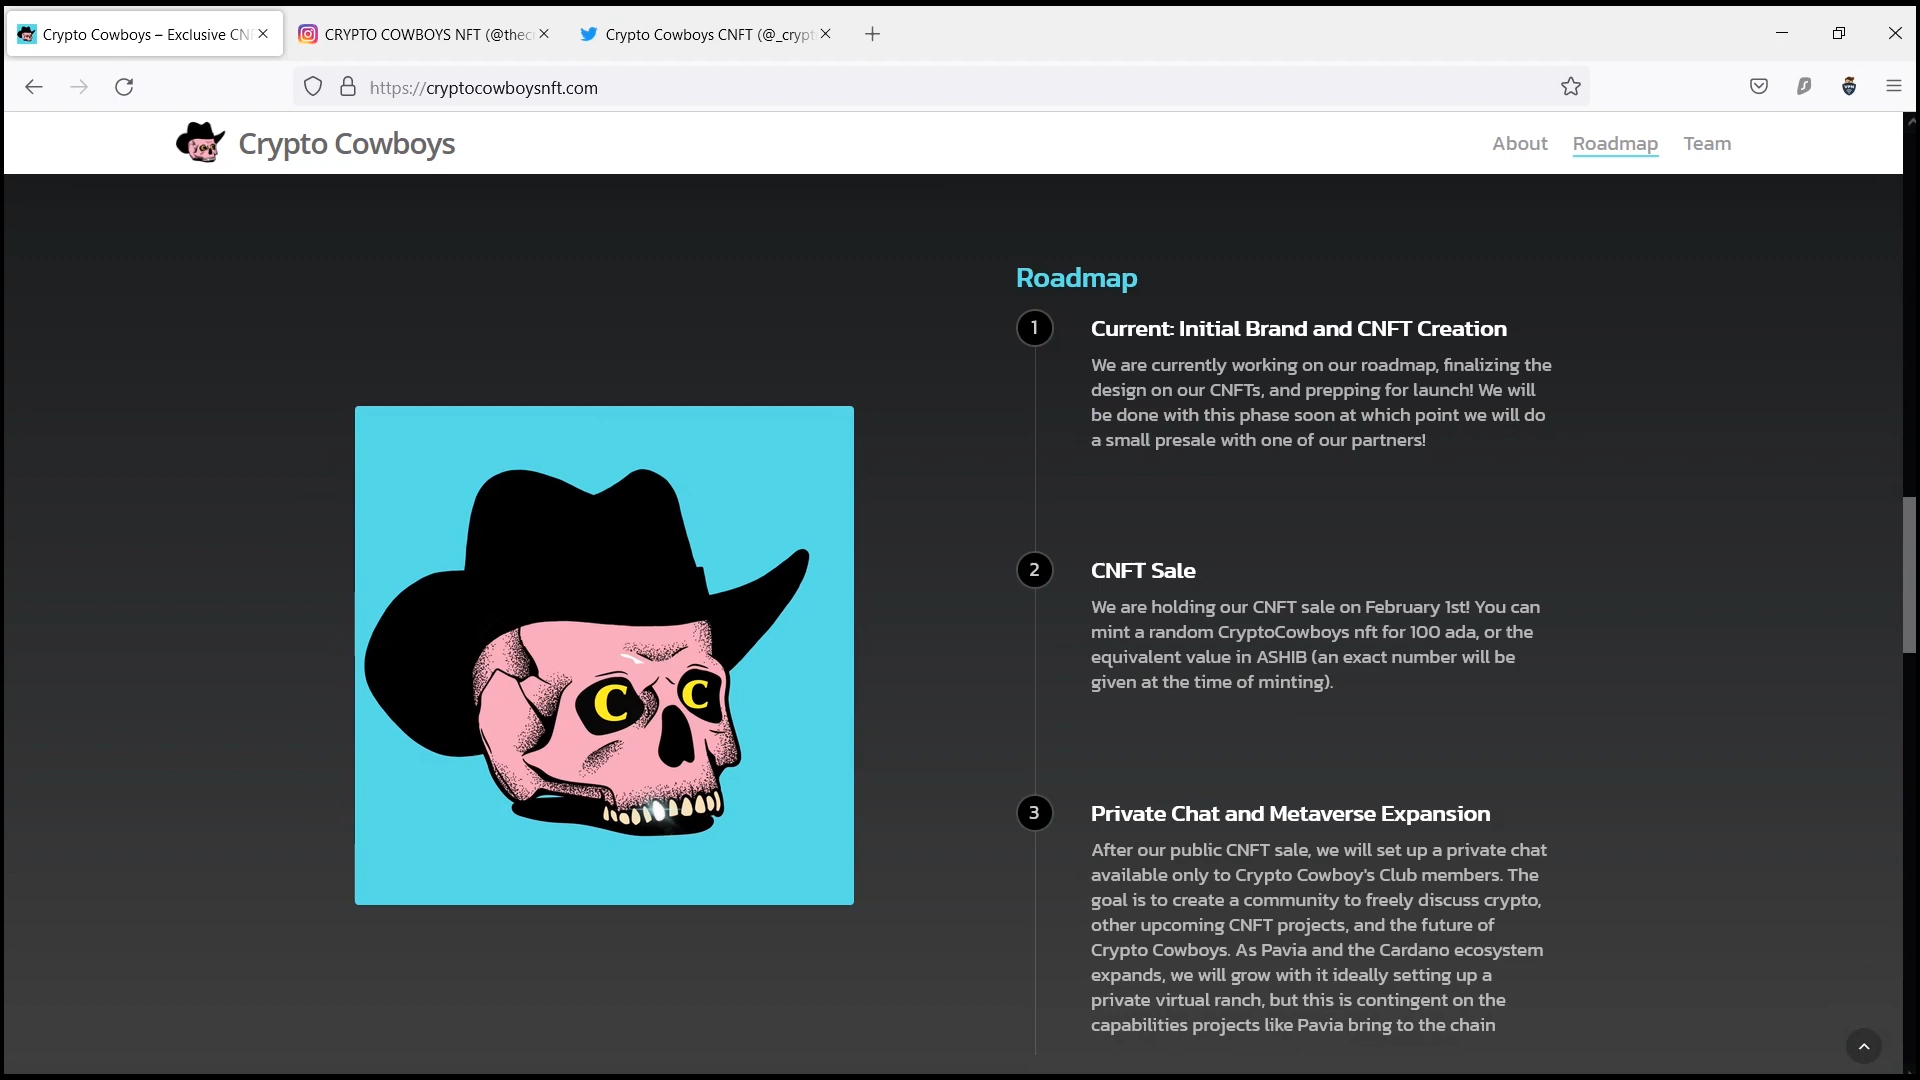 Crypto Cowboys – Exclusive CN
CRYPTO COWBOYS NFT (@thec
Crypto Cowboys CNFT (@_crypt
https://cryptocowboysnft.com
Crypto Cowboys
About
Roadmap
Team
Roadmap
1
Current: Initial Brand and CNFT Creation
We are currently working on our roadmap, finalizing the
design on our CNFTs, and prepping for launch! We will
be done with this phase soon at which point we will do
a small presale with one of our partners!
2
CNFT Sale
We are holding our CNFT sale on February 1st! You can
mint a random CryptoCowboys nft for 100 ada, or the
equivalent value in ASHIB (an exact number will be
given at the time of minting).
3
Private Chat and Metaverse Expansion
After our public CNFT sale, we will set up a private chat
available only to Crypto Cowboy's Club members. The
goal is to create a community to freely discuss crypto,
other upcoming CNFT projects, and the future of
Crypto Cowboys. As Pavia and the Cardano ecosystem
expands, we will grow with it ideally setting up a
private virtual ranch, but this is contingent on the
capabilities projects like Pavia bring to the chain
C C